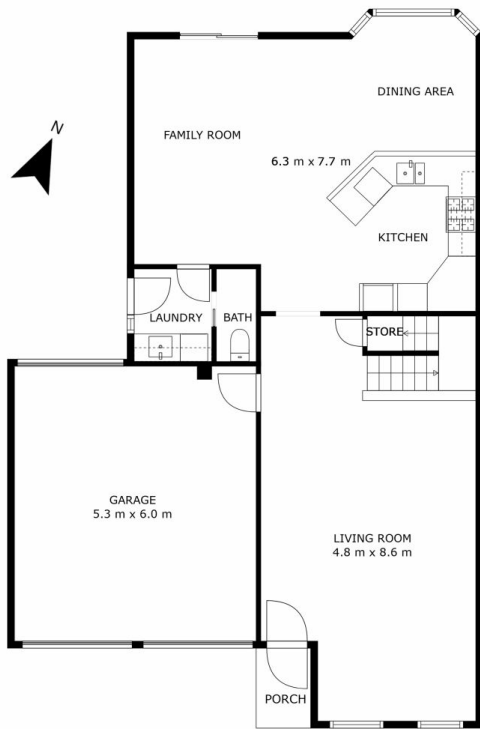 N
DINING AREA
FAMILY ROOM
6.3 m x 7.7 m
KITCHEN
LAUNDRY
BATH
STORE
GARAGE
5.3 m x 6.0 m
LIVING ROOM
4.8 m x 8.6 m
PORCH